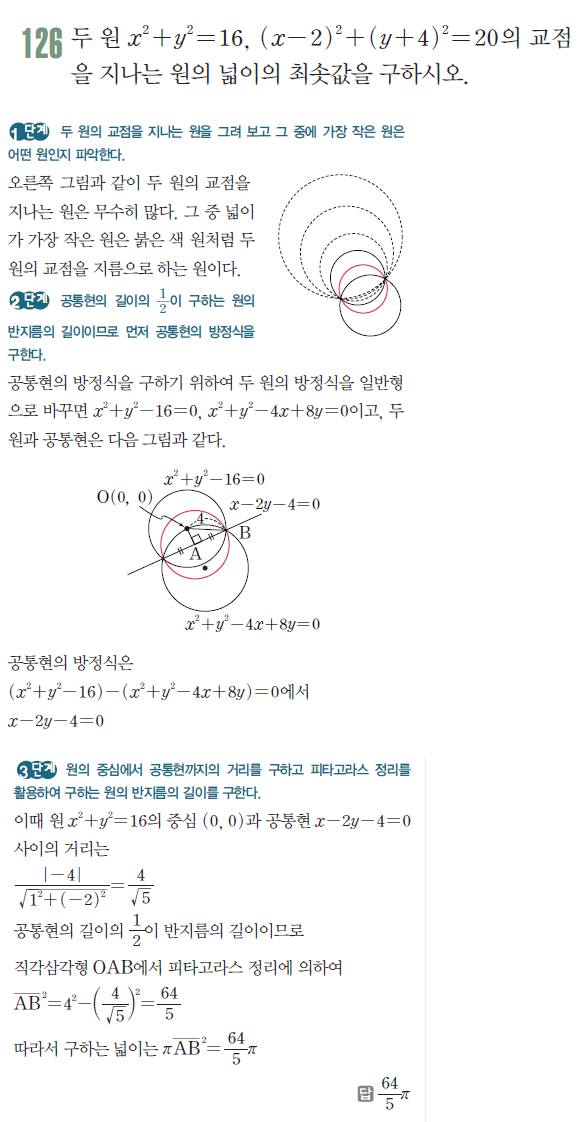 126 두 원 x²+y²=16, (x-2)²+(y+4)²=20의 교점
을 지나는 원의 넓이의 최솟값을 구하시오.
1단계 두 원의 교점을 지나는 원을 그려 보고 그 중에 가장 작은 원은
어떤 원인지 파악한다.
오른쪽 그림과 같이 두 원의 교점을
지나는 원은 무수히 많다. 그 중 넓이
가 가장 작은 원은 붉은 색 원처럼 두
원의 교점을 지름으로 하는 원이다.
2단계 공통현의 길이의 1/2이 구하는 원의
반지름의 길이이므로 먼저 공통현의 방정식을
구한다.
공통현의 방정식을 구하기 위하여 두 원의 방정식을 일반형
으로 바꾸면 x²+y²-16=0, x²+y²-4x+8y=0이고, 두
원과 공통현은 다음 그림과 같다.
x²+y²-16=0
O(0, 0)
x-2y-4=0
4
B
A
x²+y²-4x+8y=0
공통현의 방정식은
(x²+y²-16)-(x²+y²-4x+8y)=0에서
x-2y-4=0
3단계 원의 중심에서 공통현까지의 거리를 구하고 피타고라스 정리를
활용하여 구하는 원의 반지름의 길이를 구한다.
이때 원 x²+y²=16의 중심 (0, 0)과 공통현 x-2y-4=0
사이의 거리는
|-4|/√(1²+(-2)²)=4/√5
공통현의 길이의 1/2이 반지름의 길이이므로
직각삼각형 OAB에서 피타고라스 정리에 의하여
A̅B̅²=4²-(4/√5)²=64/5
따라서 구하는 넓이는 πA̅B̅²=64/5π
답 64/5π